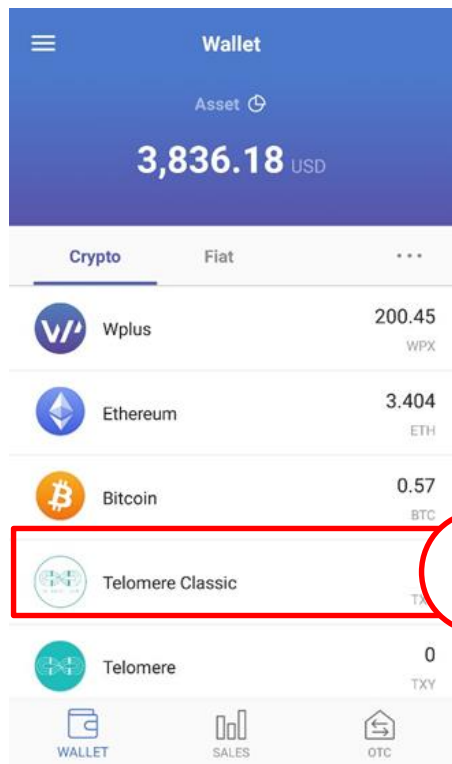 Wallet
Asset
3,836.18 USD
Crypto Fiat ...
Wplus 200.45
WPX
Ethereum 3.404
ETH
Bitcoin 0.57
BTC
Telomere Classic
Telomere 0
TXY
WALLET SALES OTC